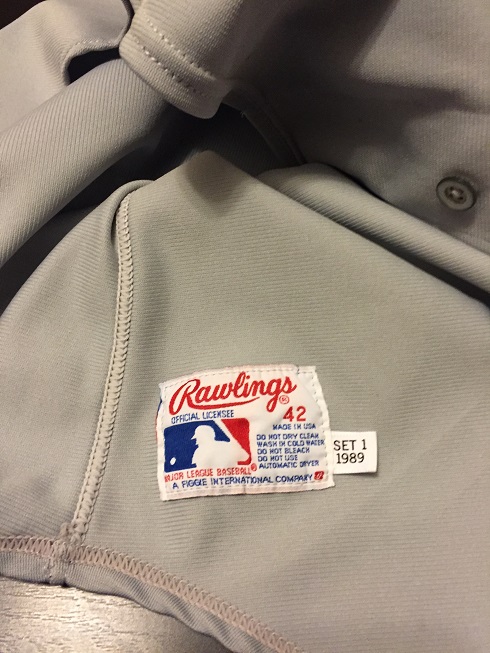 Rawlings®
OFFICIAL LICENSEE
42
MADE IN USA
DO NOT DRY CLEAN
WASH IN COLD WATER
DO NOT BLEACH
DO NOT USE
AUTOMATIC DRYER
MAJOR LEAGUE BASEBALL®
A FIGGIE INTERNATIONAL COMPANY
SET 1
1989